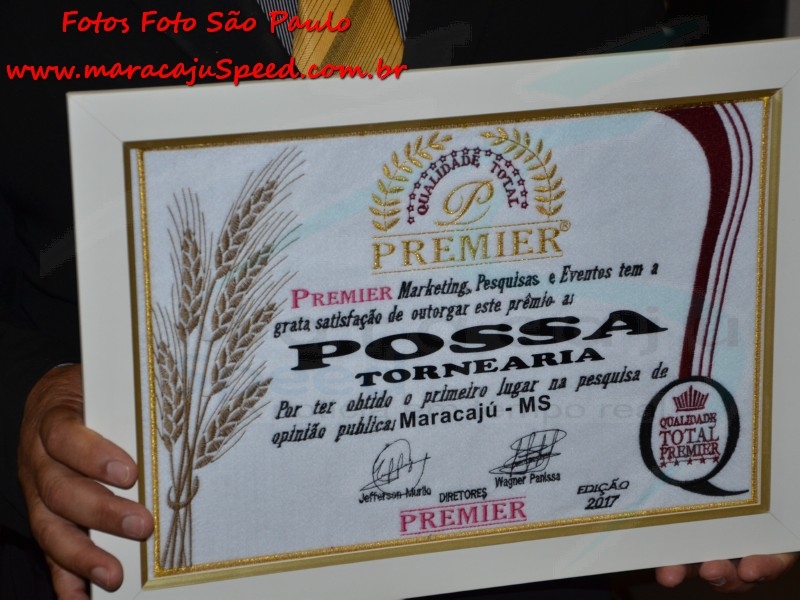 Fotos Foto São Paulo
www.maracajuSpeed.com.br
QUALIDADE TOTAL
P
PREMIER®
PREMIER Marketing, Pesquisas e Eventos tem a
grata satisfação de outorgar este prêmio a:
POSSA
TORNEARIA
Por ter obtido o primeiro lugar na pesquisa de
opinião publica: Maracajú - MS
QUALIDADE
TOTAL
PREMIER
Jefferson Murilo
DIRETORES
Wagner Panissa
EDIÇÃO
2017
PREMIER